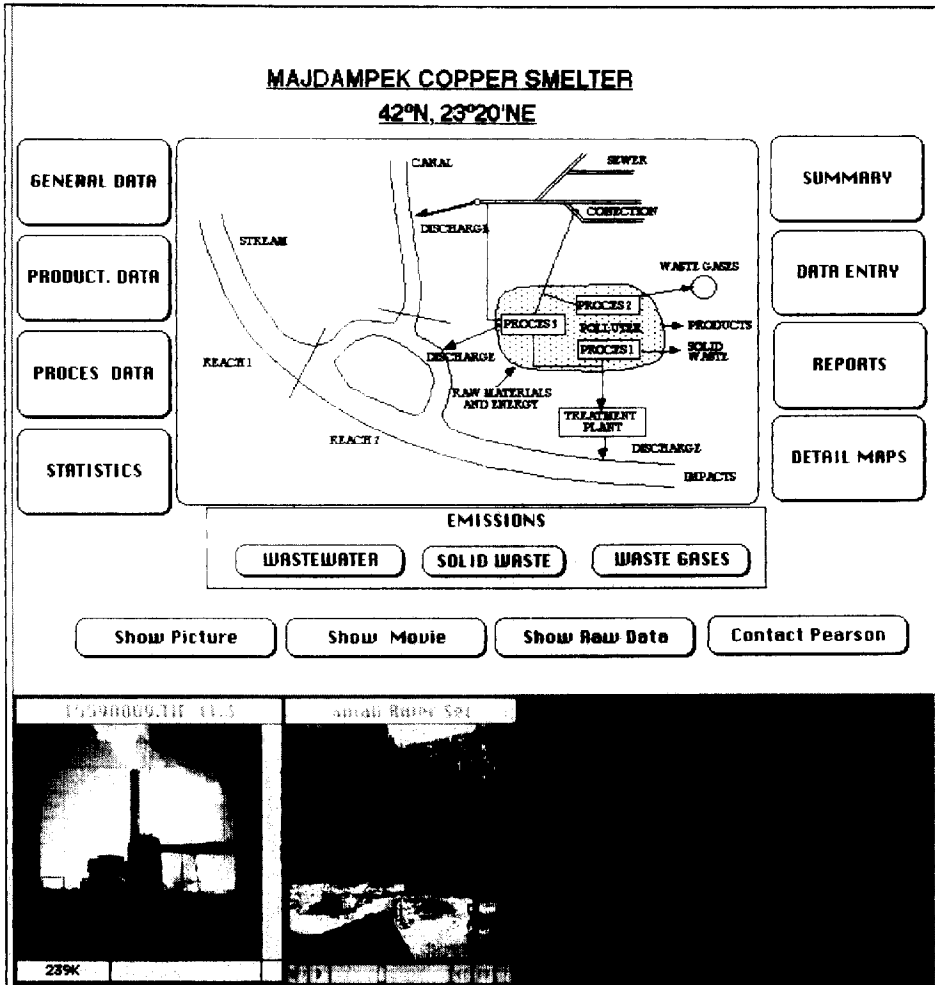 MAJDAMPEK COPPER SMELTER
42ºN, 23º20'NE
GENERAL DATA
PRODUCT. DATA
PROCES DATA
STATISTICS
CANAL
SEWER
CONECTION
DISCHARGE
STREAM
WASTE GASES
PROCES 2
PROCES 3
POLLUTER
PRODUCTS
PROCES 1
SOLID
WASTE
DISCHARGE
REACH 1
RAW MATERIALS
AND ENERGY
REACH 2
TREATMENT
PLANT
DISCHARGE
IMPACTS
SUMMARY
DATA ENTRY
REPORTS
DETAIL MAPS
EMISSIONS
WASTEWATER
SOLID WASTE
WASTE GASES
Show Picture
Show Movie
Show Raw Data
Contact Pearson
239K